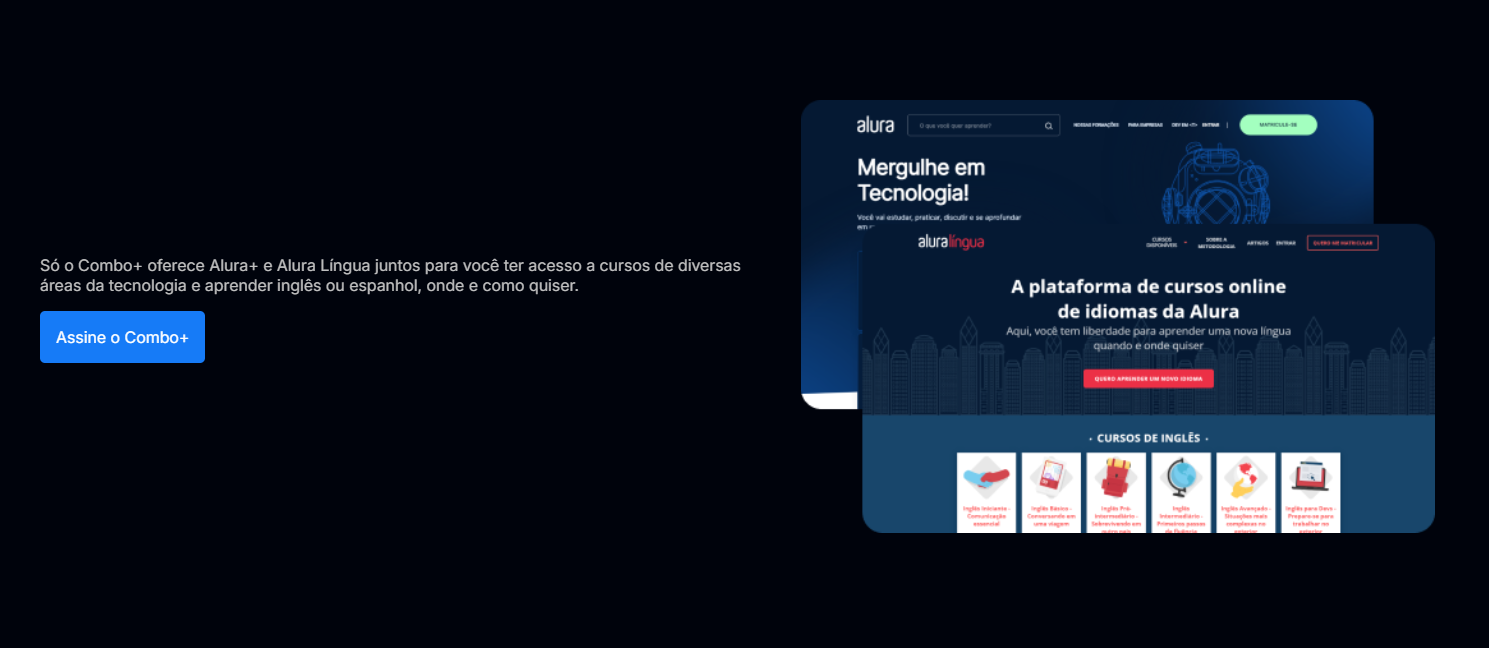 Só o Combo+ oferece Alura+ e Alura Língua juntos para você ter acesso a cursos de diversas
áreas da tecnologia e aprender inglês ou espanhol, onde e como quiser.
Assine o Combo+
alura
O que você quer aprender?
NOSSAS FORMAÇÕES
PARA EMPRESAS
DEV EM <T>
ENTRAR
MATRICULE-SE
Mergulhe em
Tecnologia!
Você vai estudar, praticar, discutir e se aprofundar
em
alura língua
CURSOS
DISPONÍVEIS
SOBRE A
METODOLOGIA
ARTIGOS
ENTRAR
QUERO ME MATRICULAR
A plataforma de cursos online
de idiomas da Alura
Aqui, você tem liberdade para aprender uma nova língua
quando e onde quiser
QUERO APRENDER UM NOVO IDIOMA
• CURSOS DE INGLÊS •
Inglês Iniciante -
Comunicação
essencial
Inglês Básico -
Conversando em
uma viagem
Inglês Pré
Intermediário -
Sobrevivendo em
outro país
Inglês
Intermediário -
Primeiros passos
da fluência
Inglês Avançado -
Situações mais
complexas no
exterior
Inglês para Devs -
Prepare-se para
trabalhar no
exterior